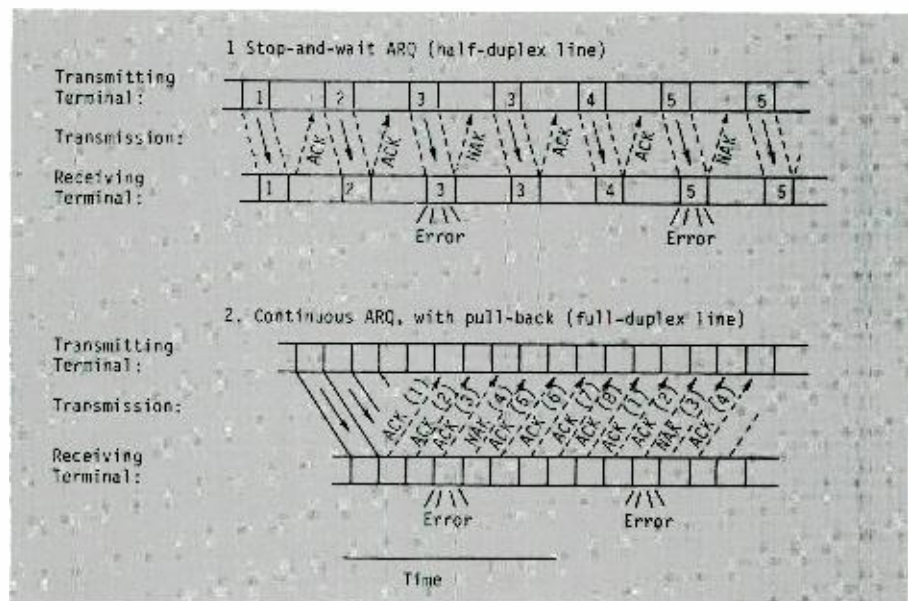 1 Stop-and-wait ARQ (half-duplex line)
Transmitting
Terminal:
1 2 3 3 4 5 5
Transmission:
ACK ACK NAK ACK ACK NAK
Receiving
Terminal:
1 2 3 3 4 5 5
Error Error
2. Continuous ARQ, with pull-back (full-duplex line)
Transmitting
Terminal:
Transmission:
ACK (1)
ACK (2)
ACK (3)
NAK (4)
ACK (5)
ACK (6)
ACK (7)
ACK (8)
ACK (1)
ACK (2)
NAK (3)
ACK (4)
Receiving
Terminal:
Error Error
Time